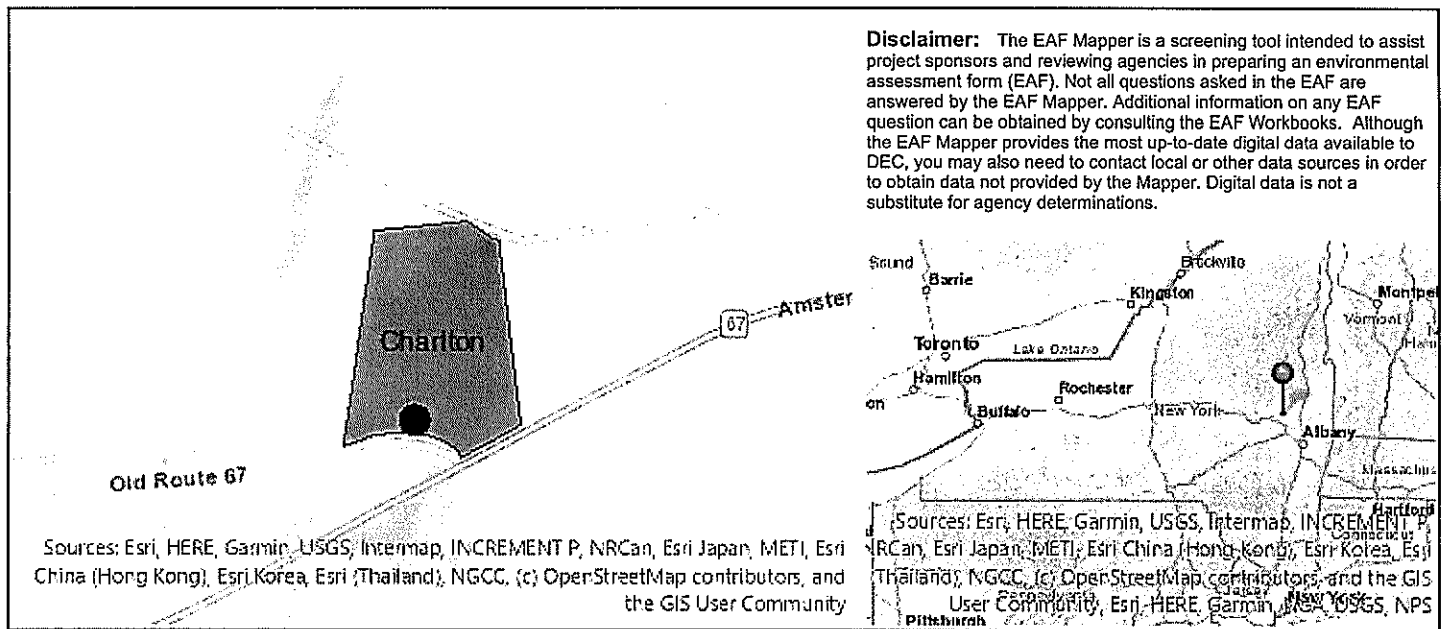 Disclaimer: The EAF Mapper is a screening tool intended to assist
project sponsors and reviewing agencies in preparing an environmental
assessment form (EAF). Not all questions asked in the EAF are
answered by the EAF Mapper. Additional information on any EAF
question can be obtained by consulting the EAF Workbooks. Although
the EAF Mapper provides the most up-to-date digital data available to
DEC, you may also need to contact local or other data sources in order
to obtain data not provided by the Mapper. Digital data is not a
substitute for agency determinations.
Charlton
67
Amster
Old Route 67
Sources: Esri, HERE, Garmin, USGS, Intermap, INCREMENT P, NRCan, Esri Japan, METI, Esri
China (Hong Kong), Esri Korea, Esri (Thailand), NGCC, (c) OpenStreetMap contributors, and
the GIS User Community
Sound
Barrie
Brockville
Kingston
Montpel
Vermont
Toronto
Lake Ontario
Hamilton
Rochester
on
Buffalo
New York
Albany
Massachus
Hartford
Connecticut
Sources: Esri, HERE, Garmin, USGS, Intermap, INCREMENT P,
NRCan, Esri Japan, METI, Esri China (Hong Kong), Esri Korea, Esri
(Thailand), NGCC, (c) OpenStreetMap contributors, and the GIS
User Community, Esri, HERE, Garmin, NGA, USGS, NPS
New York
Pittsburgh